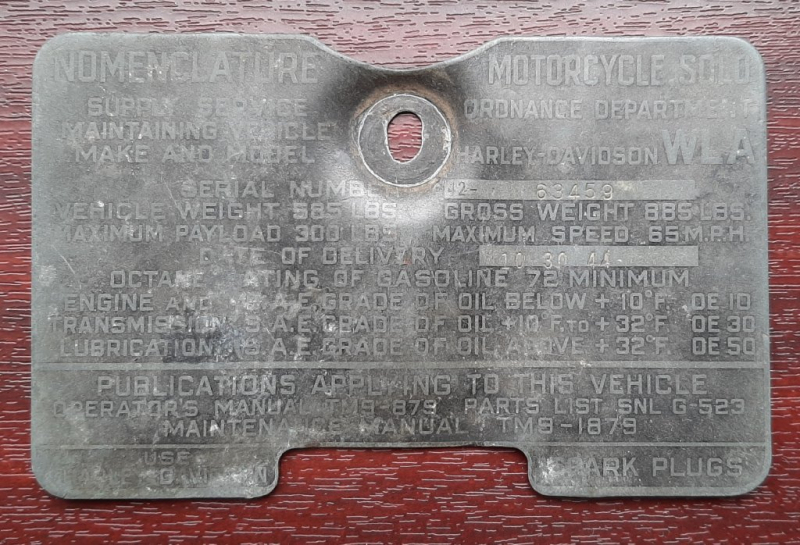 NOMENCLATURE MOTORCYCLE, SOLO
SUPPLY SERVICE ORDNANCE DEPARTMENT
MAINTAINING VEHICLE
MAKE AND MODEL HARLEY-DAVIDSON WLA
SERIAL NUMBER 42- 63459
VEHICLE WEIGHT 585 LBS. GROSS WEIGHT 885 LBS.
MAXIMUM PAYLOAD 300 LBS. MAXIMUM SPEED 65 M.P.H.
DATE OF DELIVERY 10-30 44
OCTANE RATING OF GASOLINE 72 MINIMUM
ENGINE AND S.A.E GRADE OF OIL BELOW +10°F. OE 10
TRANSMISSION S.A.E GRADE OF OIL +10 F. TO +32°F OE 30
LUBRICATION S.A.E GRADE OF OIL ABOVE +32°F OE 50
PUBLICATIONS APPLYING TO THIS VEHICLE
OPERATOR'S MANUAL TM9-879 PARTS LIST SNL G-523
MAINTENANCE MANUAL TM9-1879
USE
SPARK PLUGS